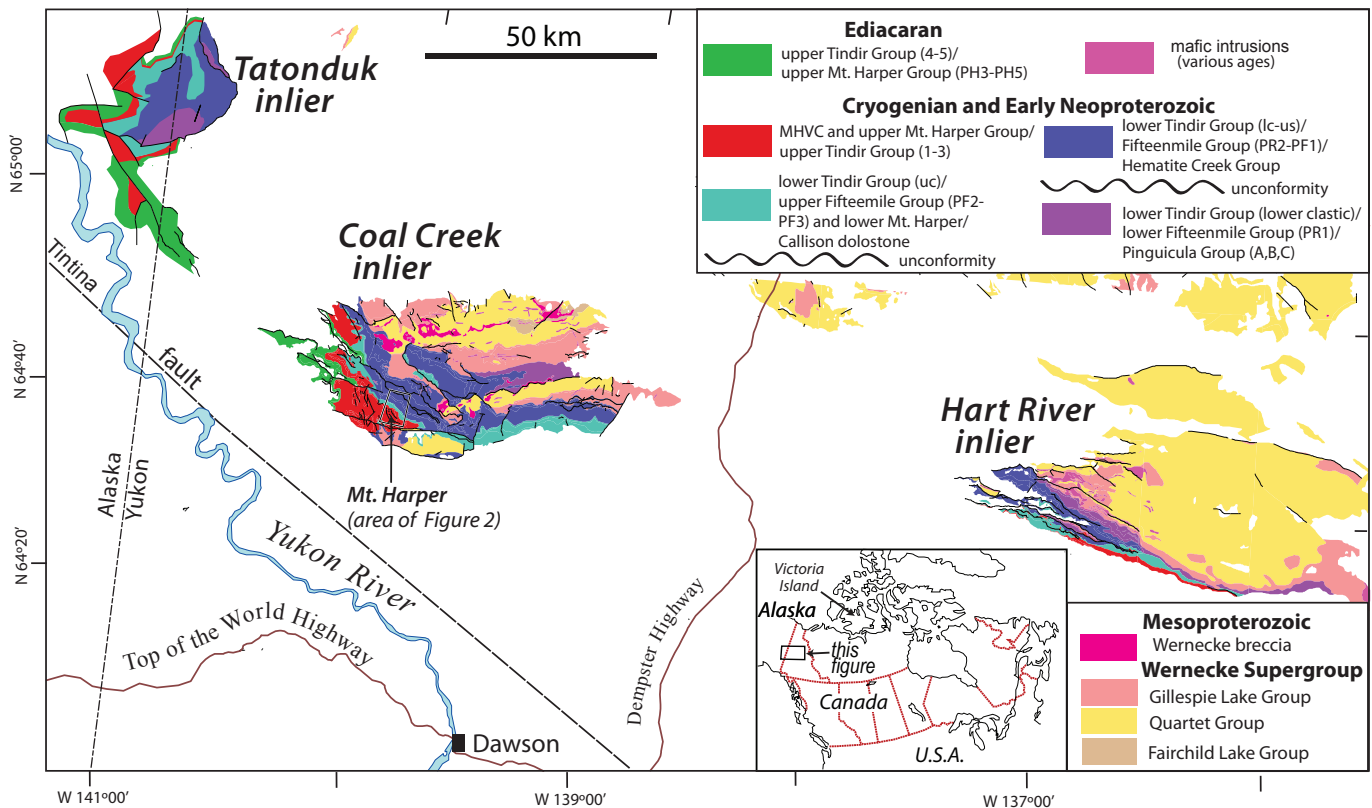 50 km
Tatonduk
inlier
Coal Creek
inlier
Hart River
inlier
Mt. Harper
(area of Figure 2)
Tintina
fault
Alaska
Yukon
Yukon River
Top of the World Highway
Dempster Highway
Dawson
N 65°00′
N 64°40′
N 64°20′
W 141°00′
W 139°00′
W 137°00′
Ediacaran
upper Tindir Group (4-5)/
upper Mt. Harper Group (PH3-PH5)
mafic intrusions
(various ages)
Cryogenian and Early Neoproterozoic
MHVC and upper Mt. Harper Group/
upper Tindir Group (1-3)
lower Tindir Group (uc)/
upper Fifteemile Group (PF2-
PF3) and lower Mt. Harper/
Callison dolostone
unconformity
lower Tindir Group (lc-us)/
Fifteenmile Group (PR2-PF1)/
Hematite Creek Group
unconformity
lower Tindir Group (lower clastic)/
lower Fifteenmile Group (PR1)/
Pinguicula Group (A,B,C)
Victoria
Island
Alaska
this
figure
Canada
U.S.A.
Mesoproterozoic
Wernecke breccia
Wernecke Supergroup
Gillespie Lake Group
Quartet Group
Fairchild Lake Group